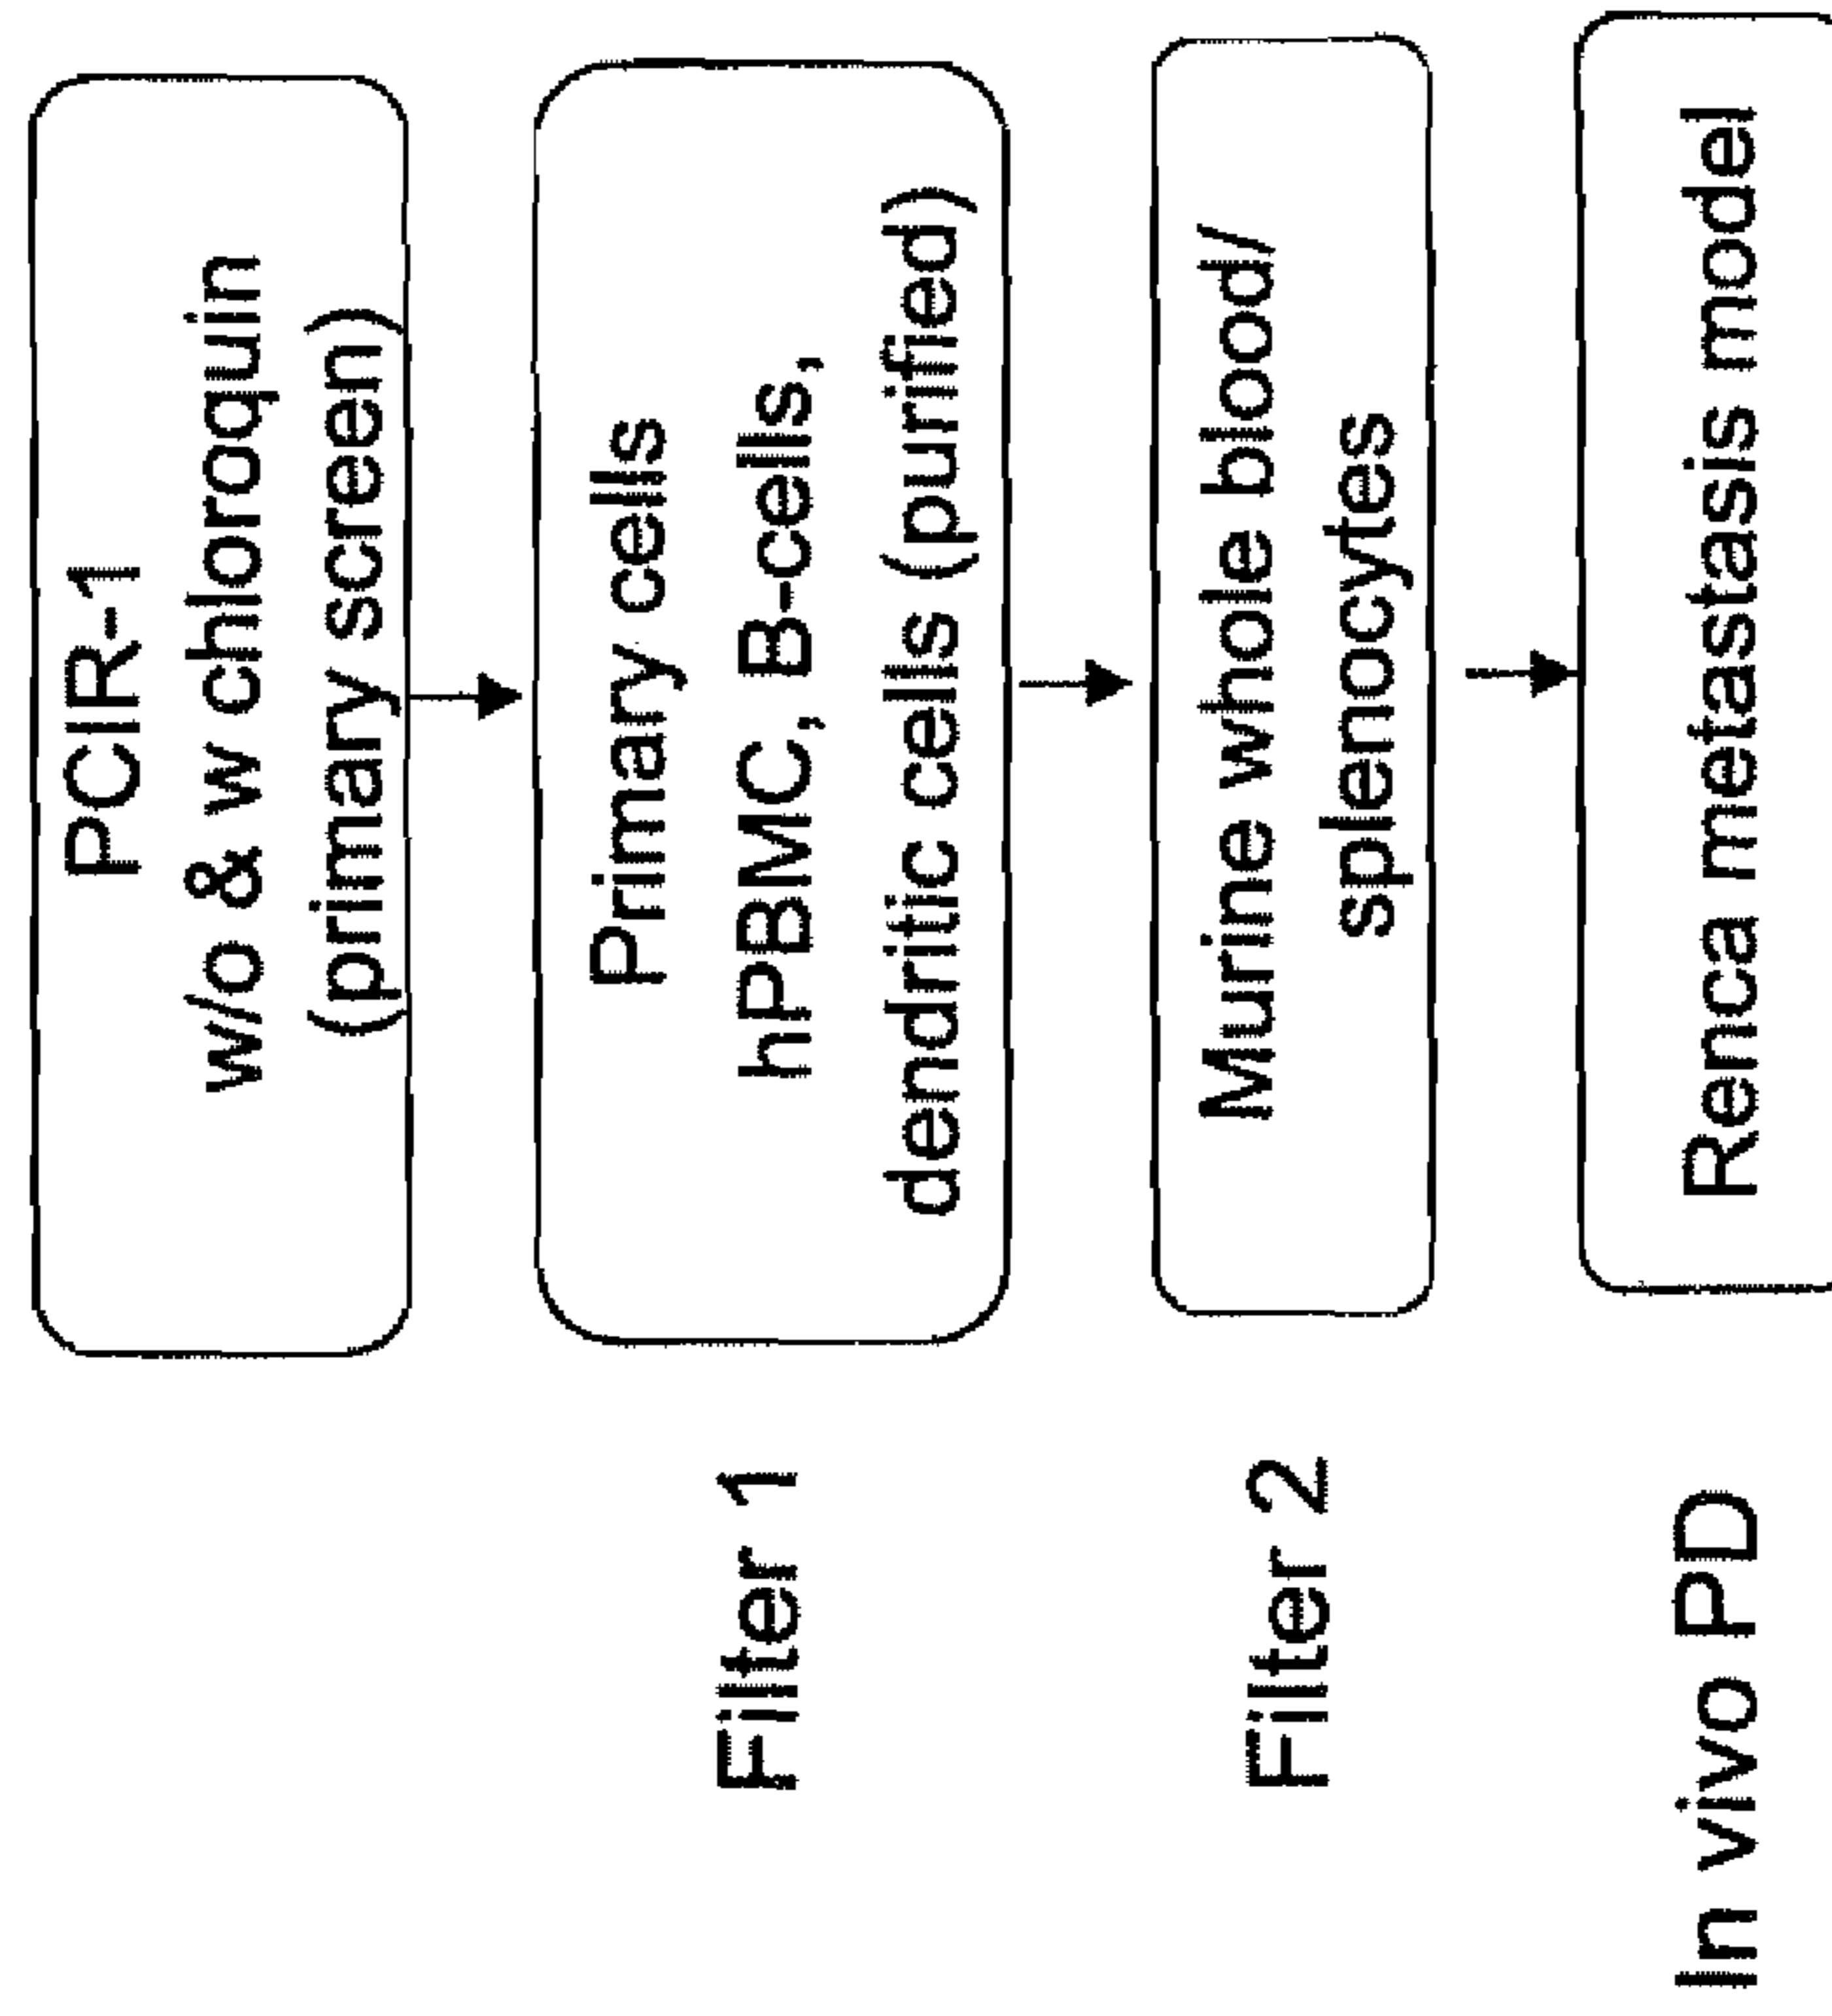 PCIR-1
w/o & w chloroquin
(primary screen)
Filter 1
Primary cells
hPBMC, B-cells,
dendritic cells (purified)
Filter 2
Murine whole blood/
splenocytes
In vivo PD
Renca metastasis model